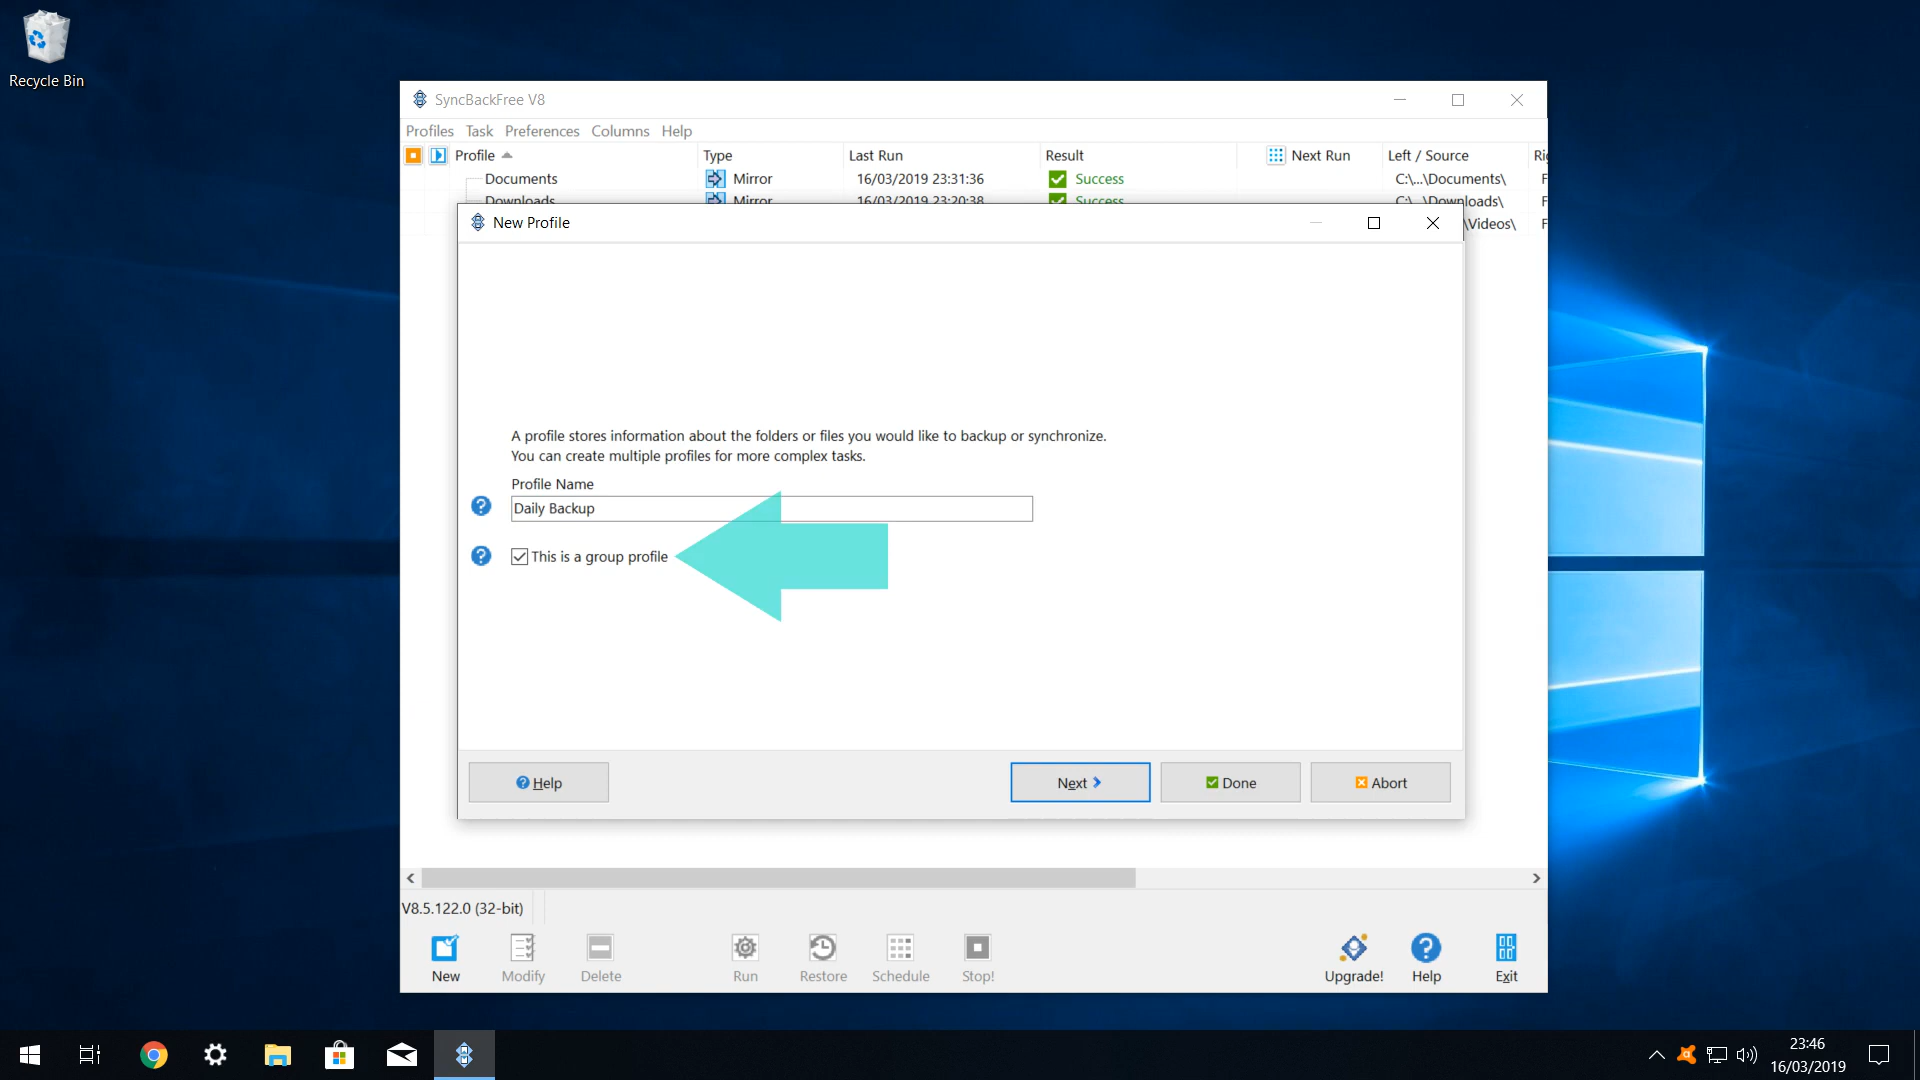 Recycle Bin
SyncBackFree V8
Profiles Task Preferences Columns Help
Profile Type Last Run Result Next Run Left / Source
Documents Mirror 16/03/2019 23:31:36 Success C:\...\Documents\ F
Downloads Mirror 16/03/2019 23:20:38 Success C:\...\Downloads\ F
New Profile
\Videos\ F
A profile stores information about the folders or files you would like to backup or synchronize.
You can create multiple profiles for more complex tasks.
Profile Name
Daily Backup
This is a group profile
Help Next Done Abort
V8.5.122.0 (32-bit)
New Modify Delete Run Restore Schedule Stop! Upgrade! Help Exit
23:46
16/03/2019